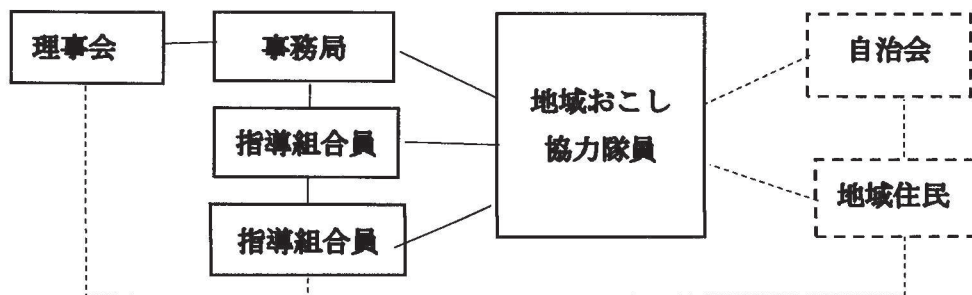 理事会
事務局
指導組合員
指導組合員
地域おこし
協力隊員
自治会
地域住民